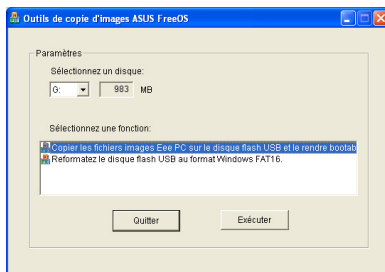 Outils de copie d'images ASUS FreeOS
Paramètres
Sélectionnez un disque:
G: 983 MB
Sélectionnez une fonction:
Copier les fichiers images Eee PC sur le disque flash USB et le rendre bootab
Reformatez le disque flash USB au format Windows FAT16.
Quitter Exécuter